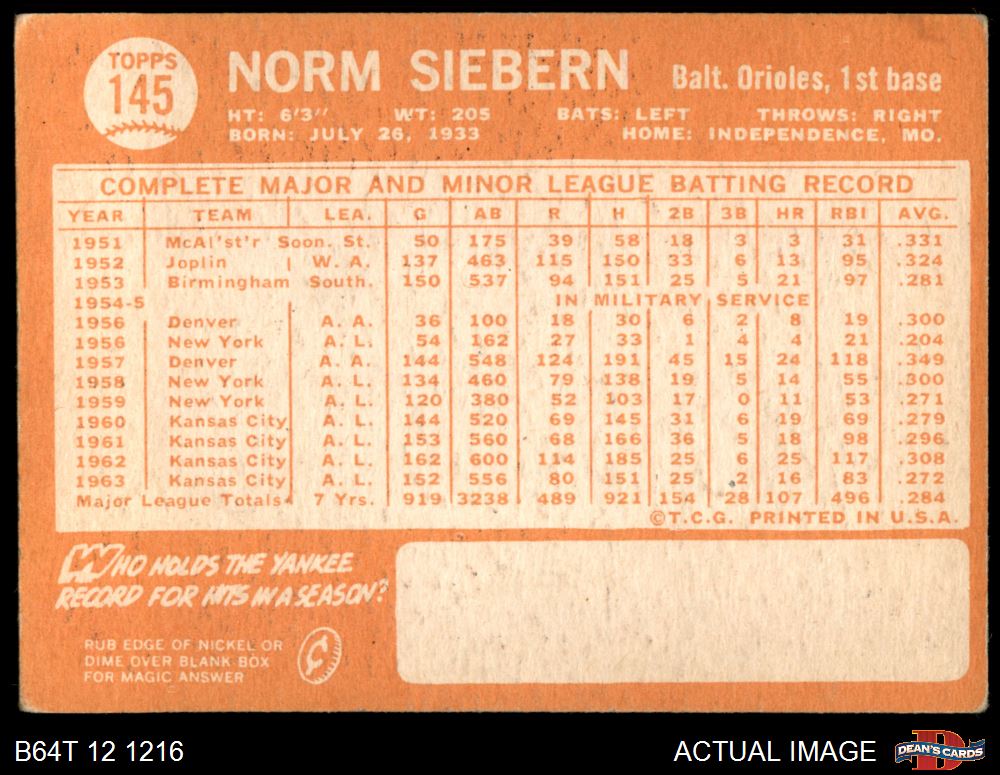 TOPPS
145
NORM SIEBERN Balt. Orioles, 1st base
HT: 6'3" WT: 205 BATS: LEFT THROWS: RIGHT
BORN: JULY 26, 1933 HOME: INDEPENDENCE, MO.
COMPLETE MAJOR AND MINOR LEAGUE BATTING RECORD
YEAR TEAM LEA. G AB R H 2B 3B HR RBI AVG.
1951 McAl'st'r Soon. St. 50 175 39 58 18 3 3 31 .331
1952 Joplin W. A. 137 463 115 150 33 6 13 95 .324
1953 Birmingham South. 150 537 94 151 25 5 21 97 .281
1954-5 IN MILITARY SERVICE
1956 Denver A. A. 36 100 18 30 6 2 8 19 .300
1956 New York A. L. 54 162 27 33 1 4 4 21 .204
1957 Denver A. A. 144 548 124 191 45 15 24 118 .349
1958 New York A. L. 134 460 79 138 19 5 14 55 .300
1959 New York A. L. 120 380 52 103 17 0 11 53 .271
1960 Kansas City A. L. 144 520 69 145 31 6 19 69 .279
1961 Kansas City A. L. 153 560 68 166 36 5 18 98 .296
1962 Kansas City A. L. 162 600 114 185 25 6 25 117 .308
1963 Kansas City A. L. 152 556 80 151 25 2 16 83 .272
Major League Totals 7 Yrs. 919 3238 489 921 154 28 107 496 .284
©T.C.G. PRINTED IN U.S.A.
WHO HOLDS THE YANKEE
RECORD FOR HITS IN A SEASON?
RUB EDGE OF NICKEL OR
DIME OVER BLANK BOX
FOR MAGIC ANSWER
B64T 12 1216 ACTUAL IMAGE DEAN'S CARDS